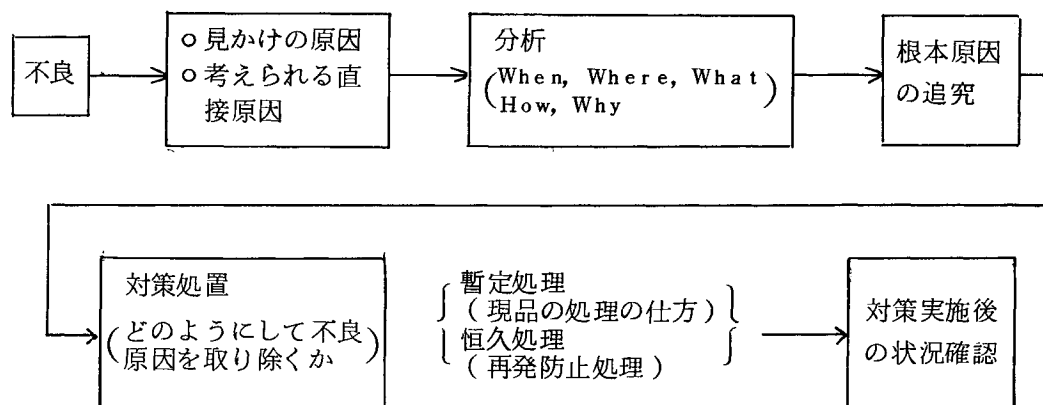 不良
○ 見かけの原因
○ 考えられる直
接原因
分析
(When, Where, What
How, Why)
根本原因
の追究
対策処置
(どのようにして不良
原因を取り除くか)
暫定処理
(現品の処理の仕方)
恒久処理
(再発防止処理)
対策実施後
の状況確認